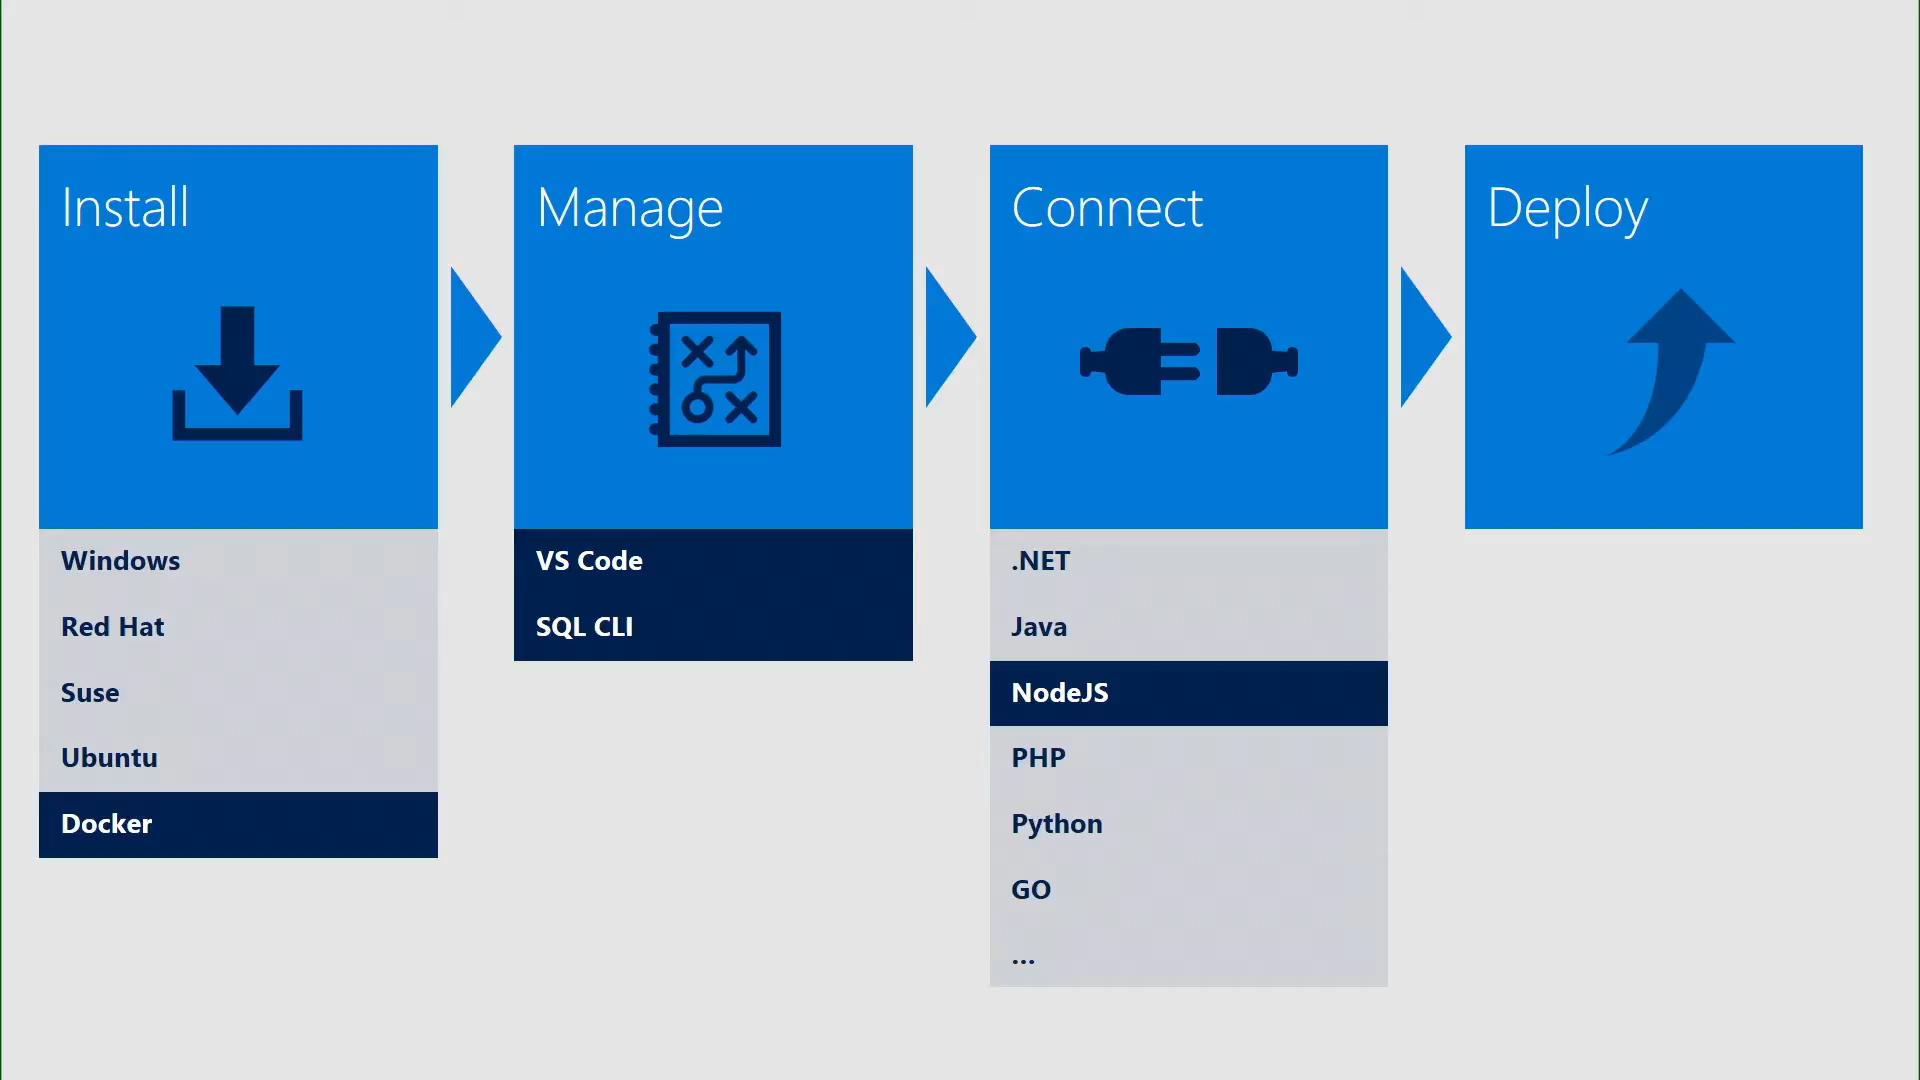 Install
Windows
Red Hat
Suse
Ubuntu
Docker
Manage
VS Code
SQL CLI
Connect
.NET
Java
NodeJS
PHP
Python
GO
...
Deploy